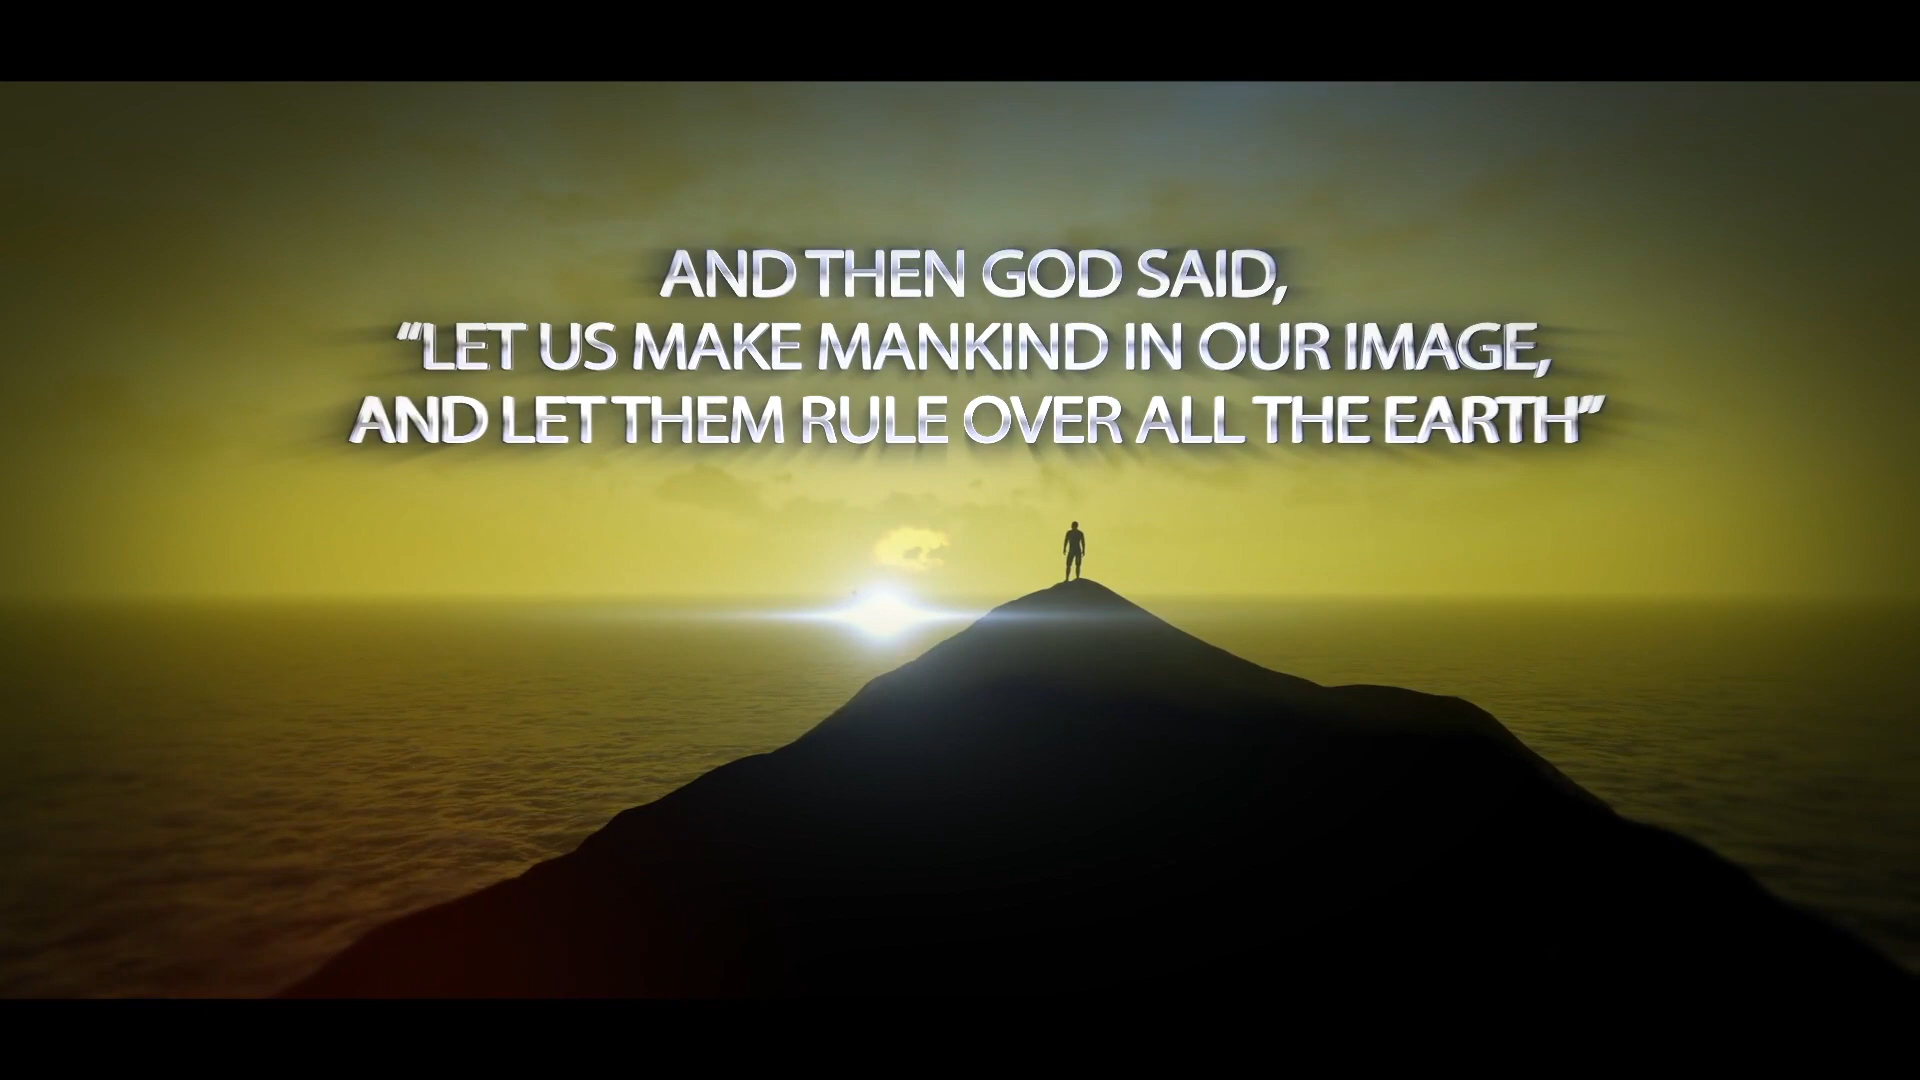 AND THEN GOD SAID,
“LET US MAKE MANKIND IN OUR IMAGE,
AND LET THEM RULE OVER ALL THE EARTH”